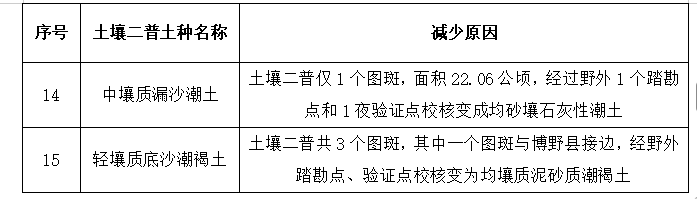 序号 土壤二普土种名称 减少原因
14 中壤质漏沙潮土 土壤二普仅1个图斑，面积22.06公顷，经过野外1个踏勘
点和1夜验证点校核变成均砂壤石灰性潮土
15 轻壤质底沙潮褐土 土壤二普共3个图斑，其中一个图斑与博野县接边，经野外
踏勘点、验证点校核变为均壤质泥砂质潮褐土